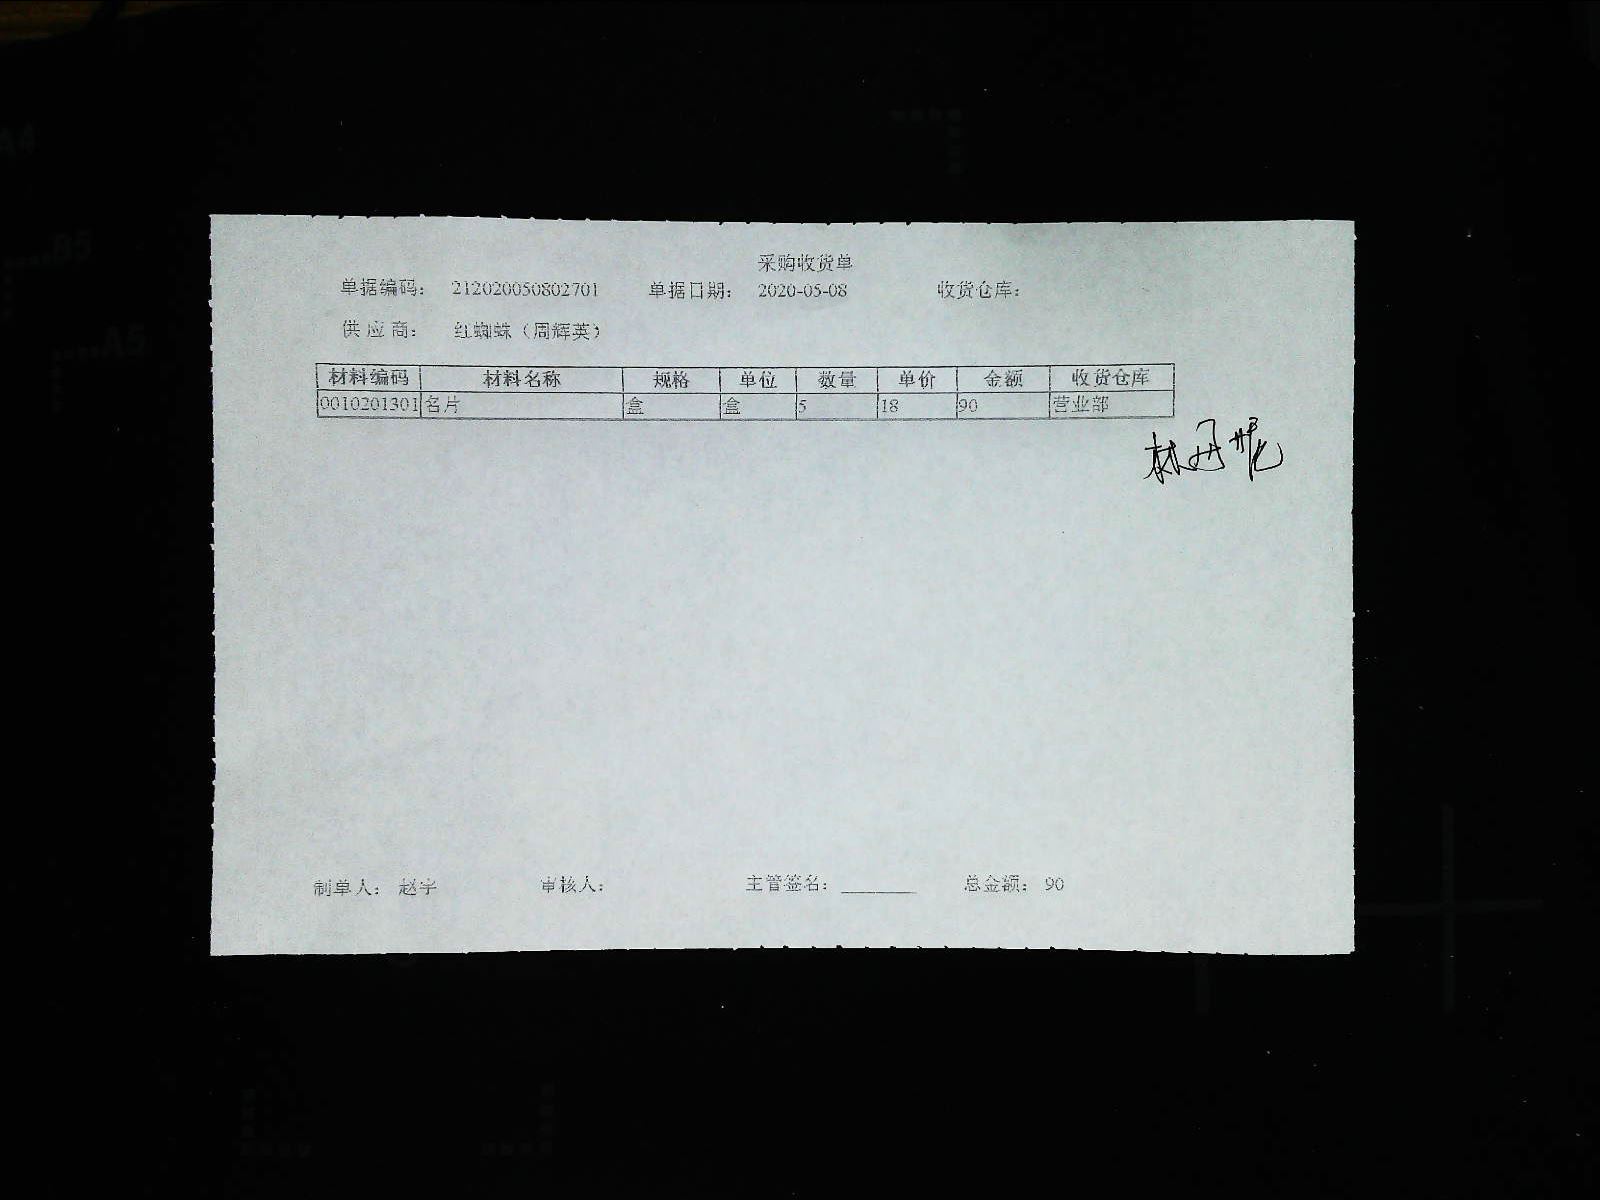 采购收货单
单据编码： 212020050802701 单据日期： 2020-05-08 收货仓库：
供 应 商： 红蜘蛛（周辉英）
材料编码 材料名称 规格 单位 数量 单价 金额 收货仓库
0010201301 名片 盒 盒 5 18 90 营业部
制单人： 赵宇 审核人： 主管签名： ________ 总金额： 90
A4
B5
A5